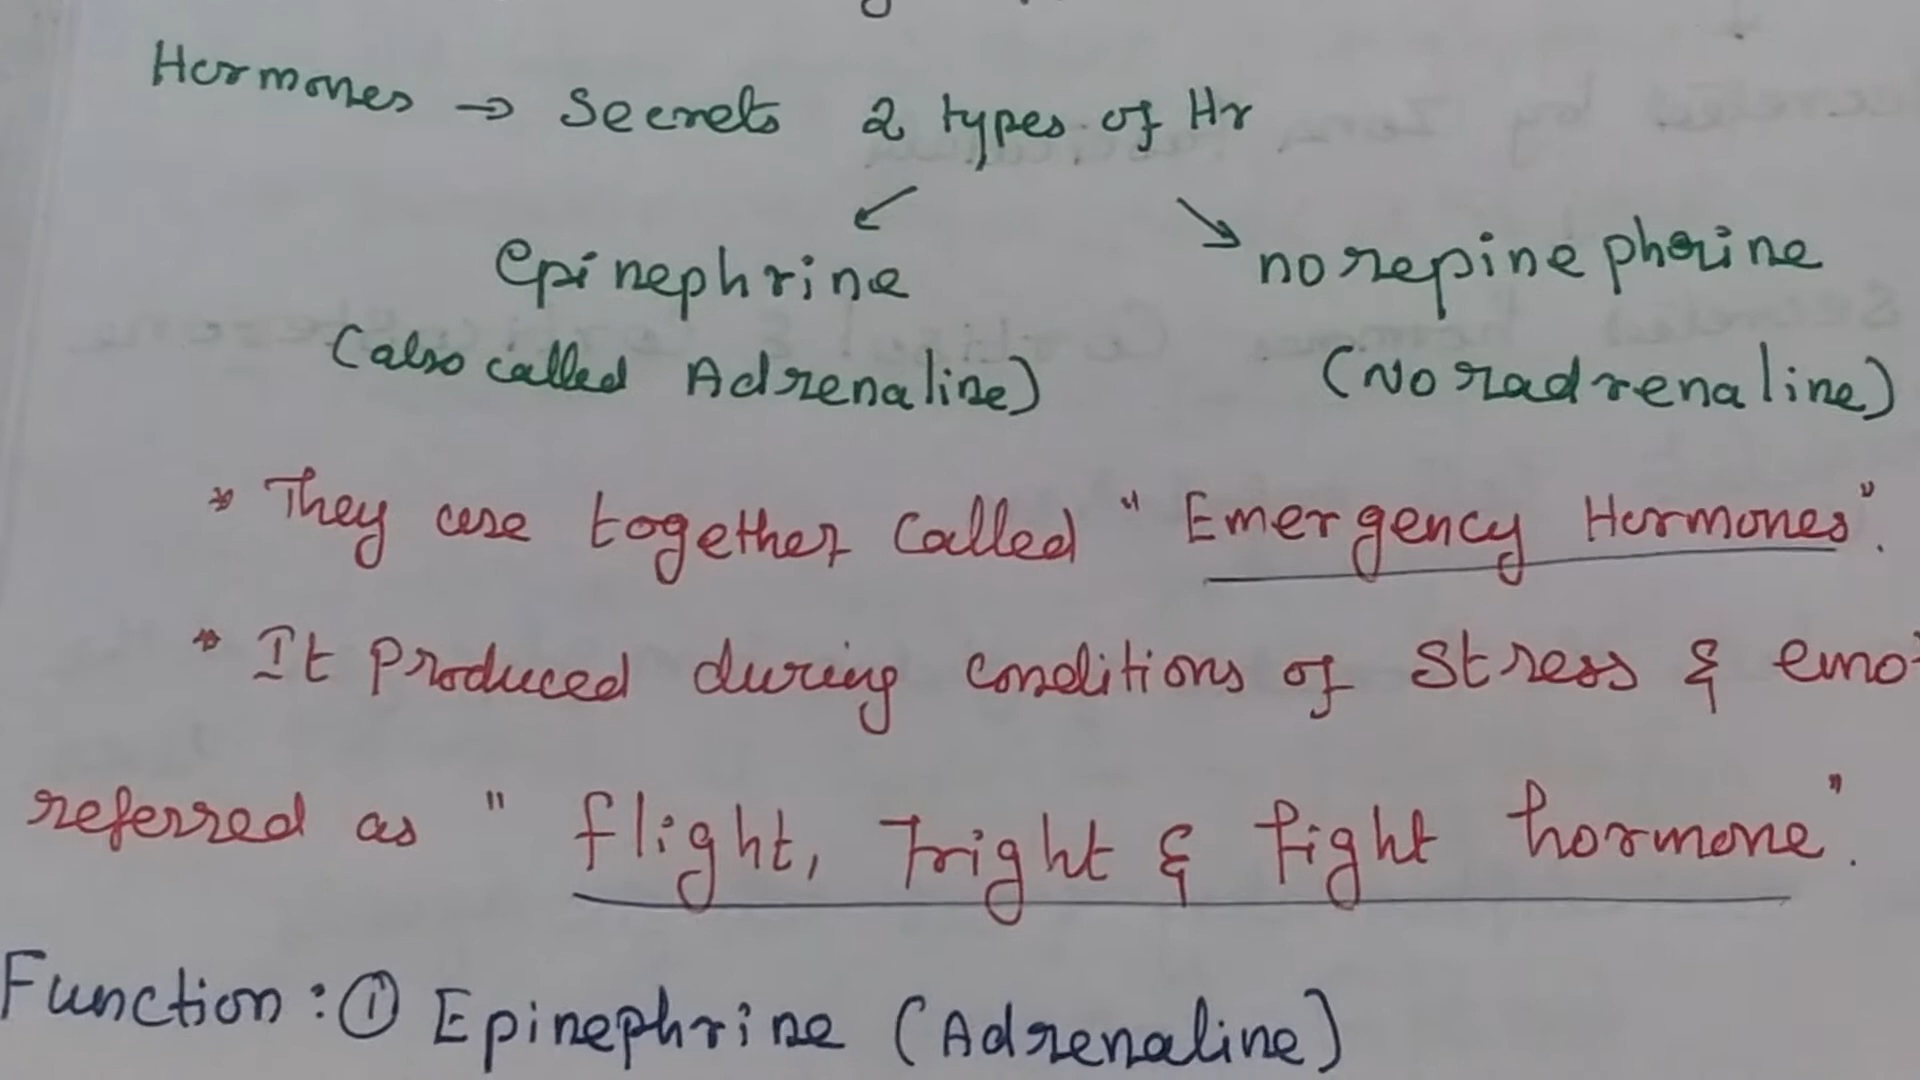 Hormones → Secrets 2 types of Hr
↙ ↘
Epinephrine norepinepherine
(also called Adrenaline) (Noradrenaline)
* They are together called " Emergency Hormones".
* It produced during conditions of stress & emo
referred as " flight, Fright & fight hormone".
Function : ① Epinephrine (Adrenaline)